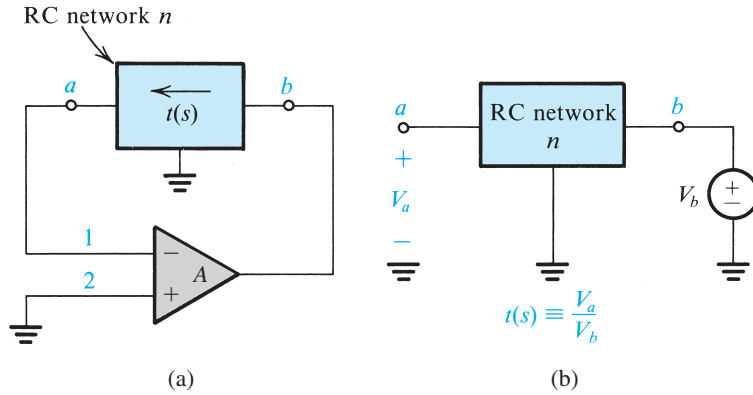 RC network n
a
b
t(s)
1
2
−
+
A
(a)
a
+
V_a
−
RC network
n
b
+
−
V_b
t(s) ≡ V_a/V_b
(b)